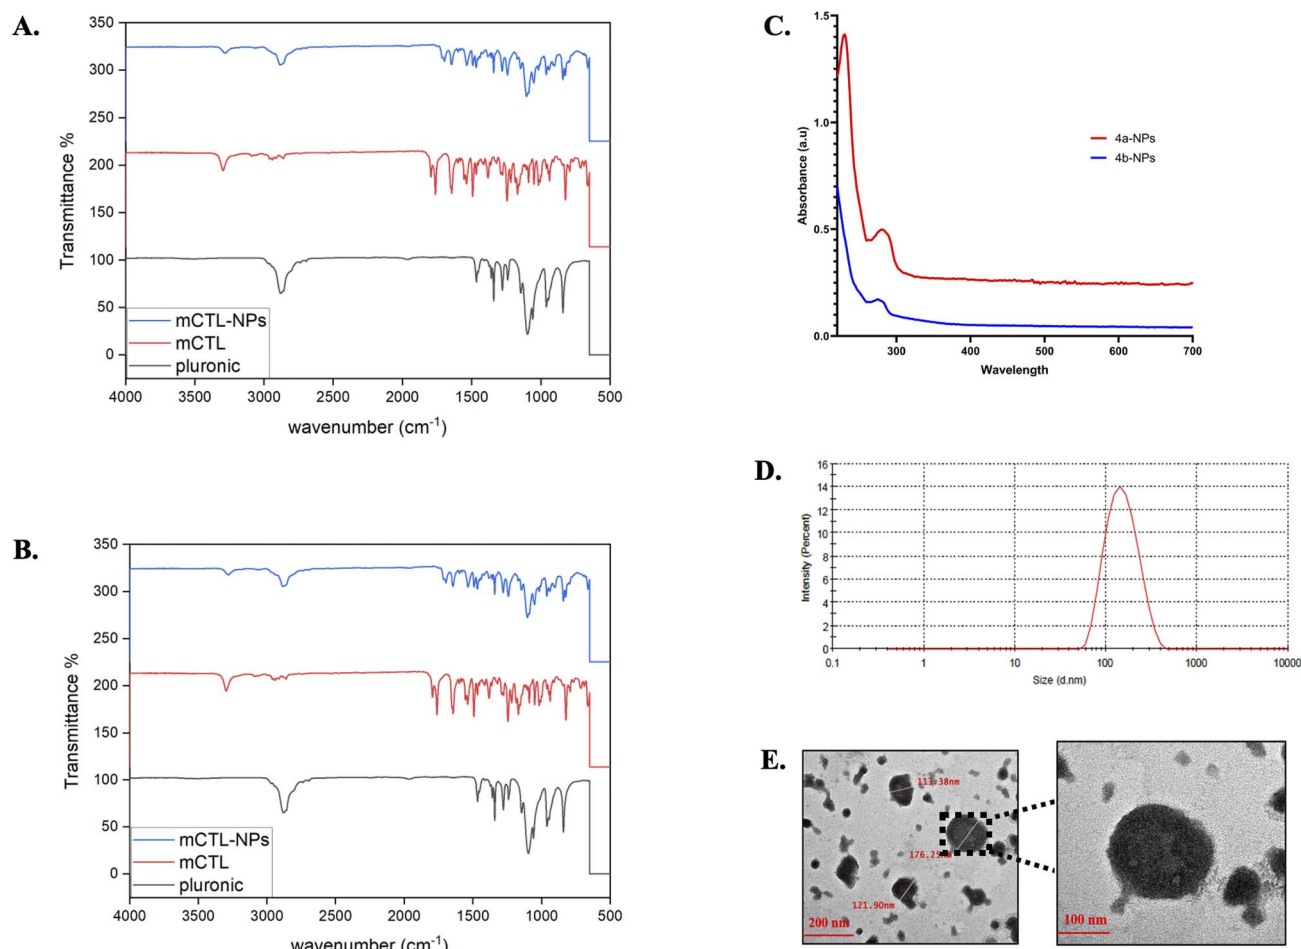 A.
350
300
250
200
150
100
50
0
Transmittance %
mCTL-NPs
mCTL
pluronic
4000 3500 3000 2500 2000 1500 1000 500
wavenumber (cm-1)
B.
350
300
250
200
150
100
50
0
Transmittance %
mCTL-NPs
mCTL
pluronic
4000 3500 3000 2500 2000 1500 1000 500
wavenumber (cm-1)
C.
1.5
1.0
0.5
0.0
Absorbance (a.u)
4a-NPs
4b-NPs
300 400 500 600 700
Wavelength
D.
16
14
12
10
8
6
4
2
0
Intensity (Percent)
0.1 1 10 100 1000 10000
Size (d.nm)
E.
113.38nm
176.25nm
121.90nm
200 nm
100 nm